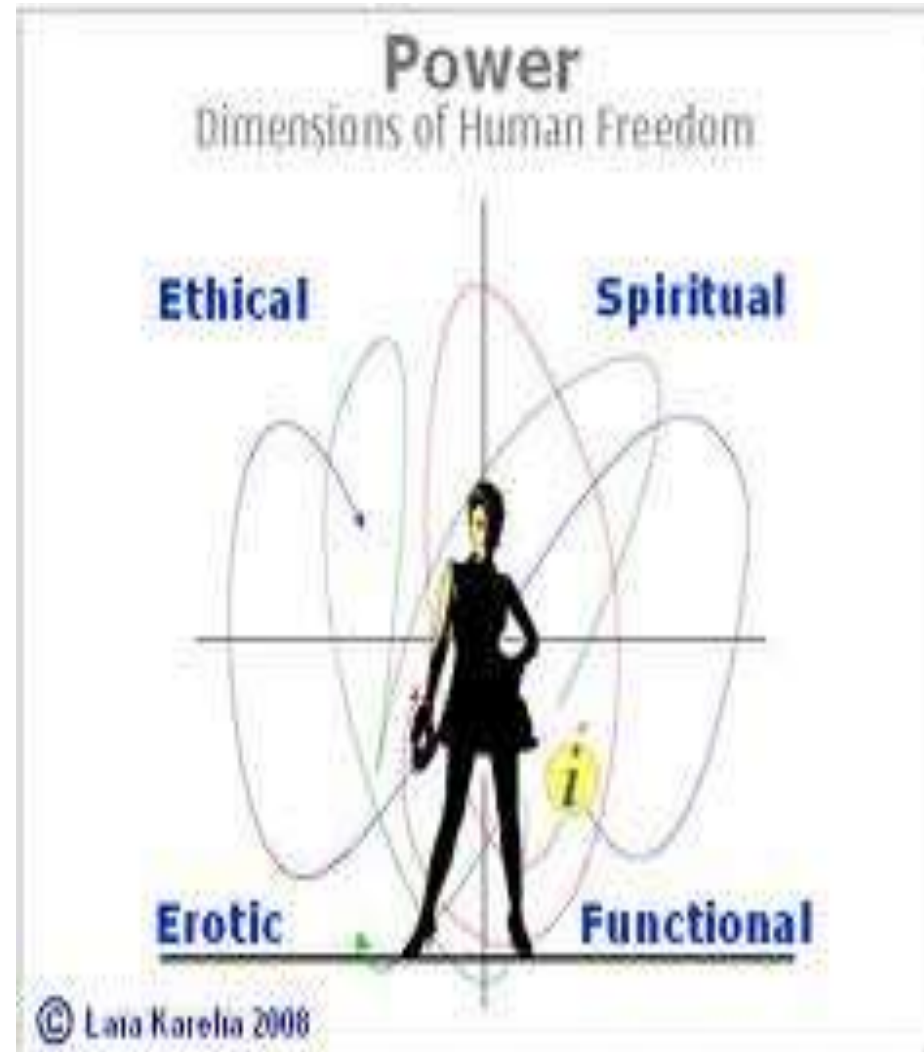 Power
Dimensions of Human Freedom
Ethical Spiritual
i
Erotic Functional
© Lara Karelia 2008